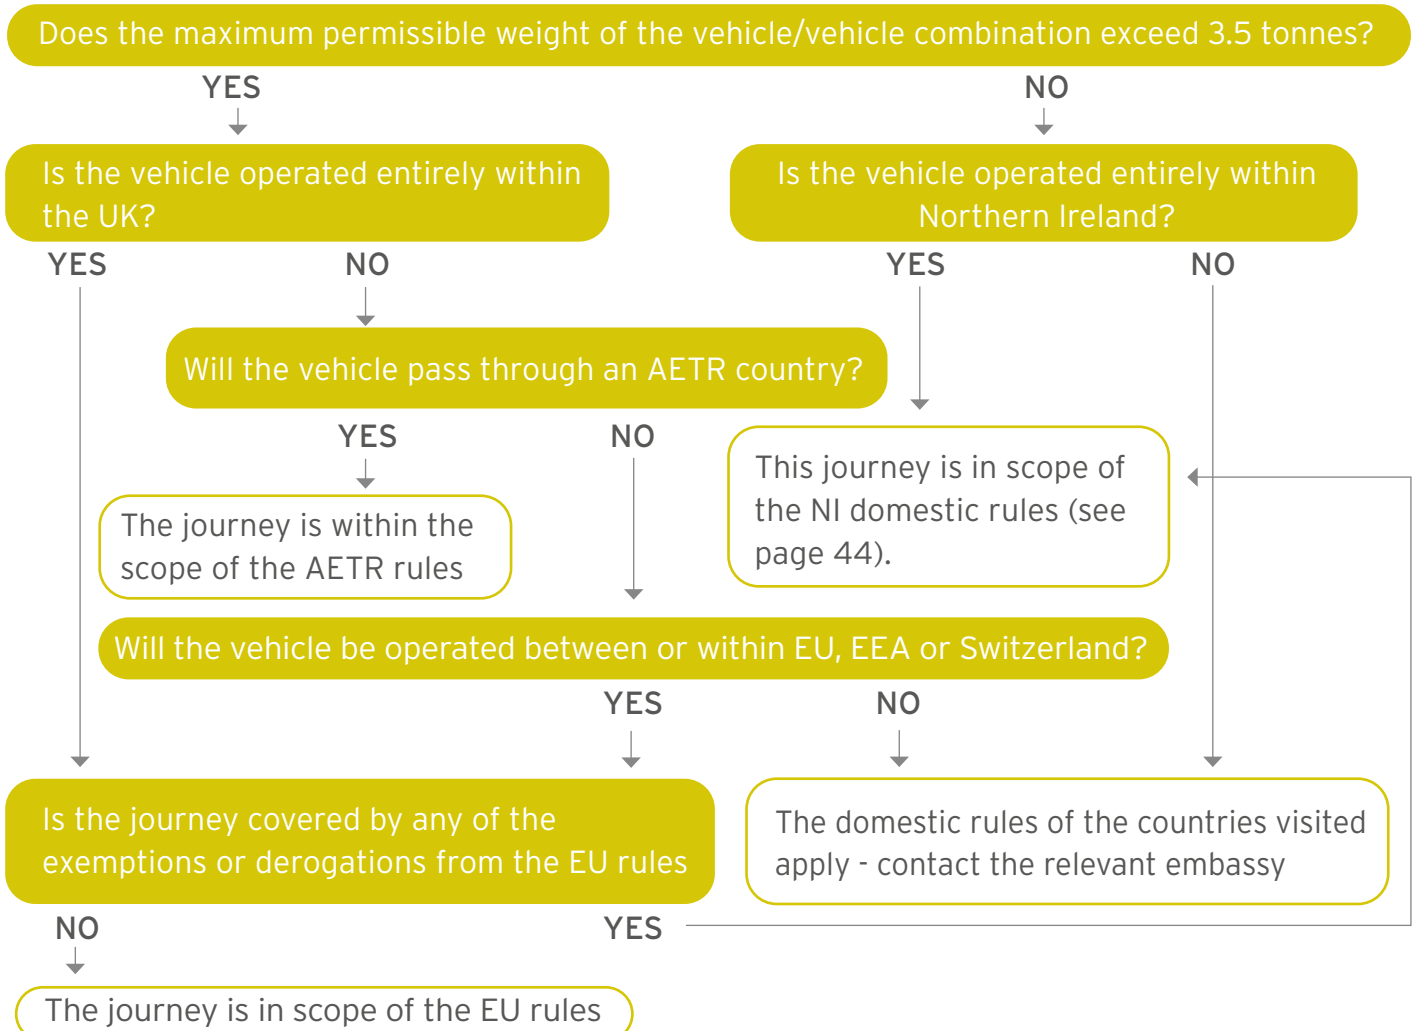 Does the maximum permissible weight of the vehicle/vehicle combination exceed 3.5 tonnes?
YES
NO
Is the vehicle operated entirely within
the UK?
Is the vehicle operated entirely within
Northern Ireland?
YES
NO
YES
NO
Will the vehicle pass through an AETR country?
YES
NO
This journey is in scope of
the NI domestic rules (see
page 44).
The journey is within the
scope of the AETR rules
Will the vehicle be operated between or within EU, EEA or Switzerland?
YES
NO
Is the journey covered by any of the
exemptions or derogations from the EU rules
The domestic rules of the countries visited
apply - contact the relevant embassy
NO
YES
The journey is in scope of the EU rules